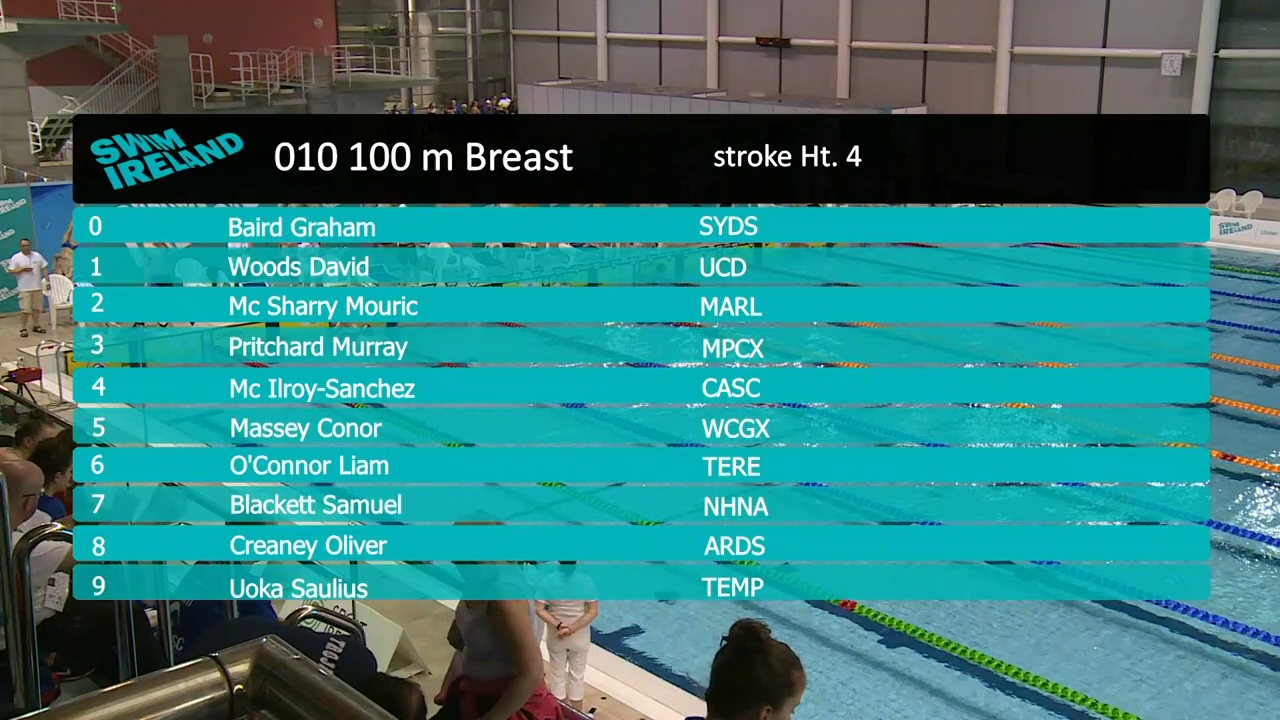 SWIM IRELAND 010 100 m Breast stroke Ht. 4
0 Baird Graham SYDS
1 Woods David UCD
2 Mc Sharry Mouric MARL
3 Pritchard Murray MPCX
4 Mc Ilroy-Sanchez CASC
5 Massey Conor WCGX
6 O'Connor Liam TERE
7 Blackett Samuel NHNA
8 Creaney Oliver ARDS
9 Uoka Saulius TEMP
SWIM
IRELAND